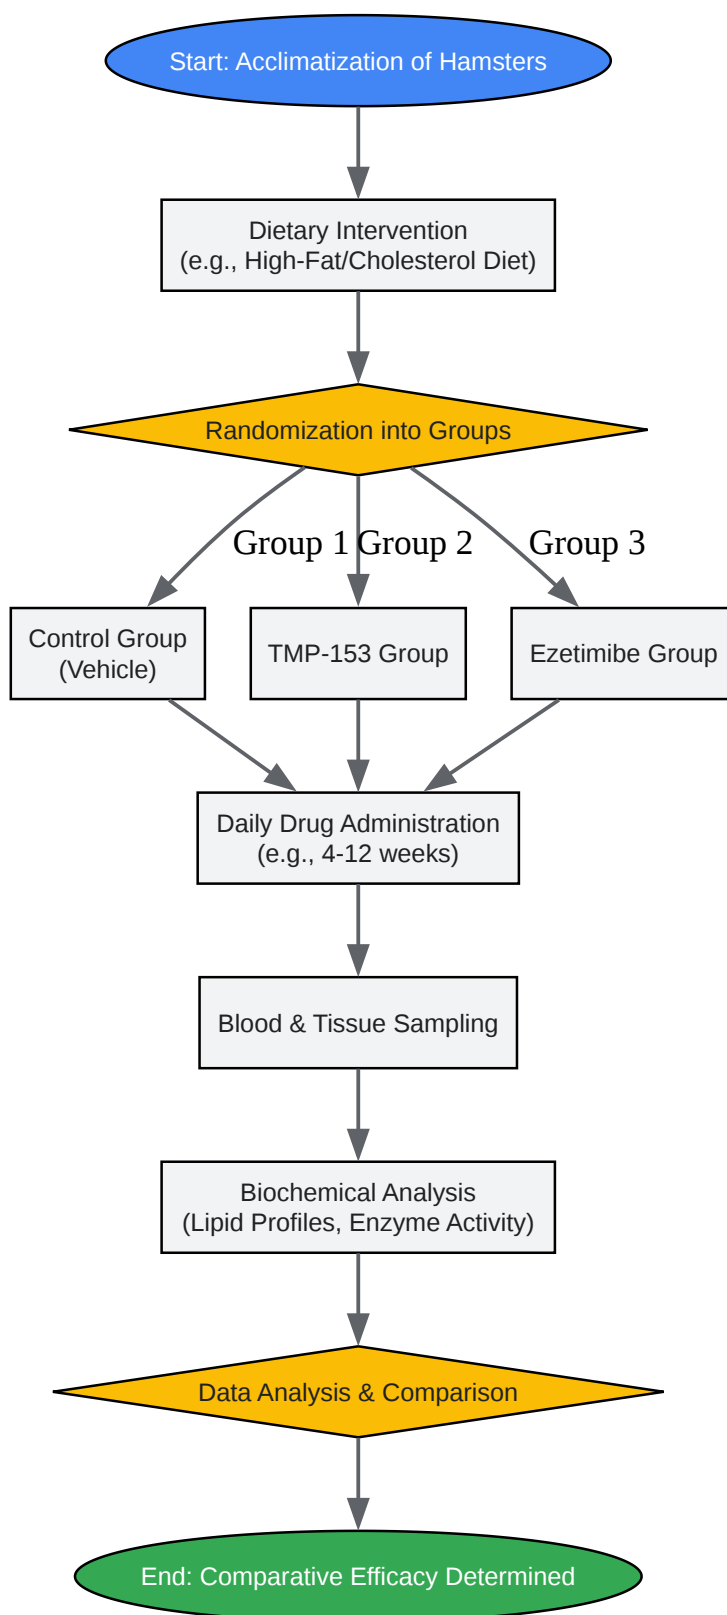 Start: Acclimatization of Hamsters
Dietary Intervention
(e.g., High-Fat/Cholesterol Diet)
Randomization into Groups
Group 1
Group 2
Group 3
Control Group
(Vehicle)
TMP-153 Group
Ezetimibe Group
Daily Drug Administration
(e.g., 4-12 weeks)
Blood & Tissue Sampling
Biochemical Analysis
(Lipid Profiles, Enzyme Activity)
Data Analysis & Comparison
End: Comparative Efficacy Determined